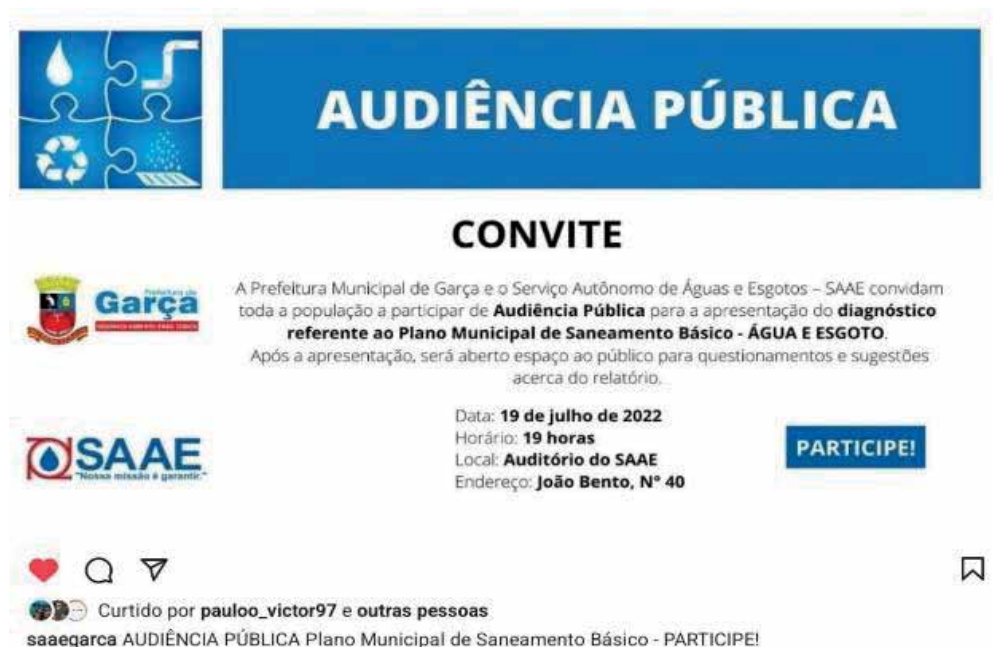 AUDIÊNCIA PÚBLICA
CONVITE
Prefeitura de
Garça
A Prefeitura Municipal de Garça e o Serviço Autônomo de Águas e Esgotos – SAAE convidam
toda a população a participar de Audiência Pública para a apresentação do diagnóstico
referente ao Plano Municipal de Saneamento Básico - ÁGUA E ESGOTO.
Após a apresentação, será aberto espaço ao público para questionamentos e sugestões
acerca do relatório.
SAAE
"Nossa missão é garantir."
Data: 19 de julho de 2022
Horário: 19 horas
Local: Auditório do SAAE
Endereço: João Bento, Nº 40
PARTICIPE!
Curtido por pauloo_victor97 e outras pessoas
saaegarca AUDIÊNCIA PÚBLICA Plano Municipal de Saneamento Básico - PARTICIPE!